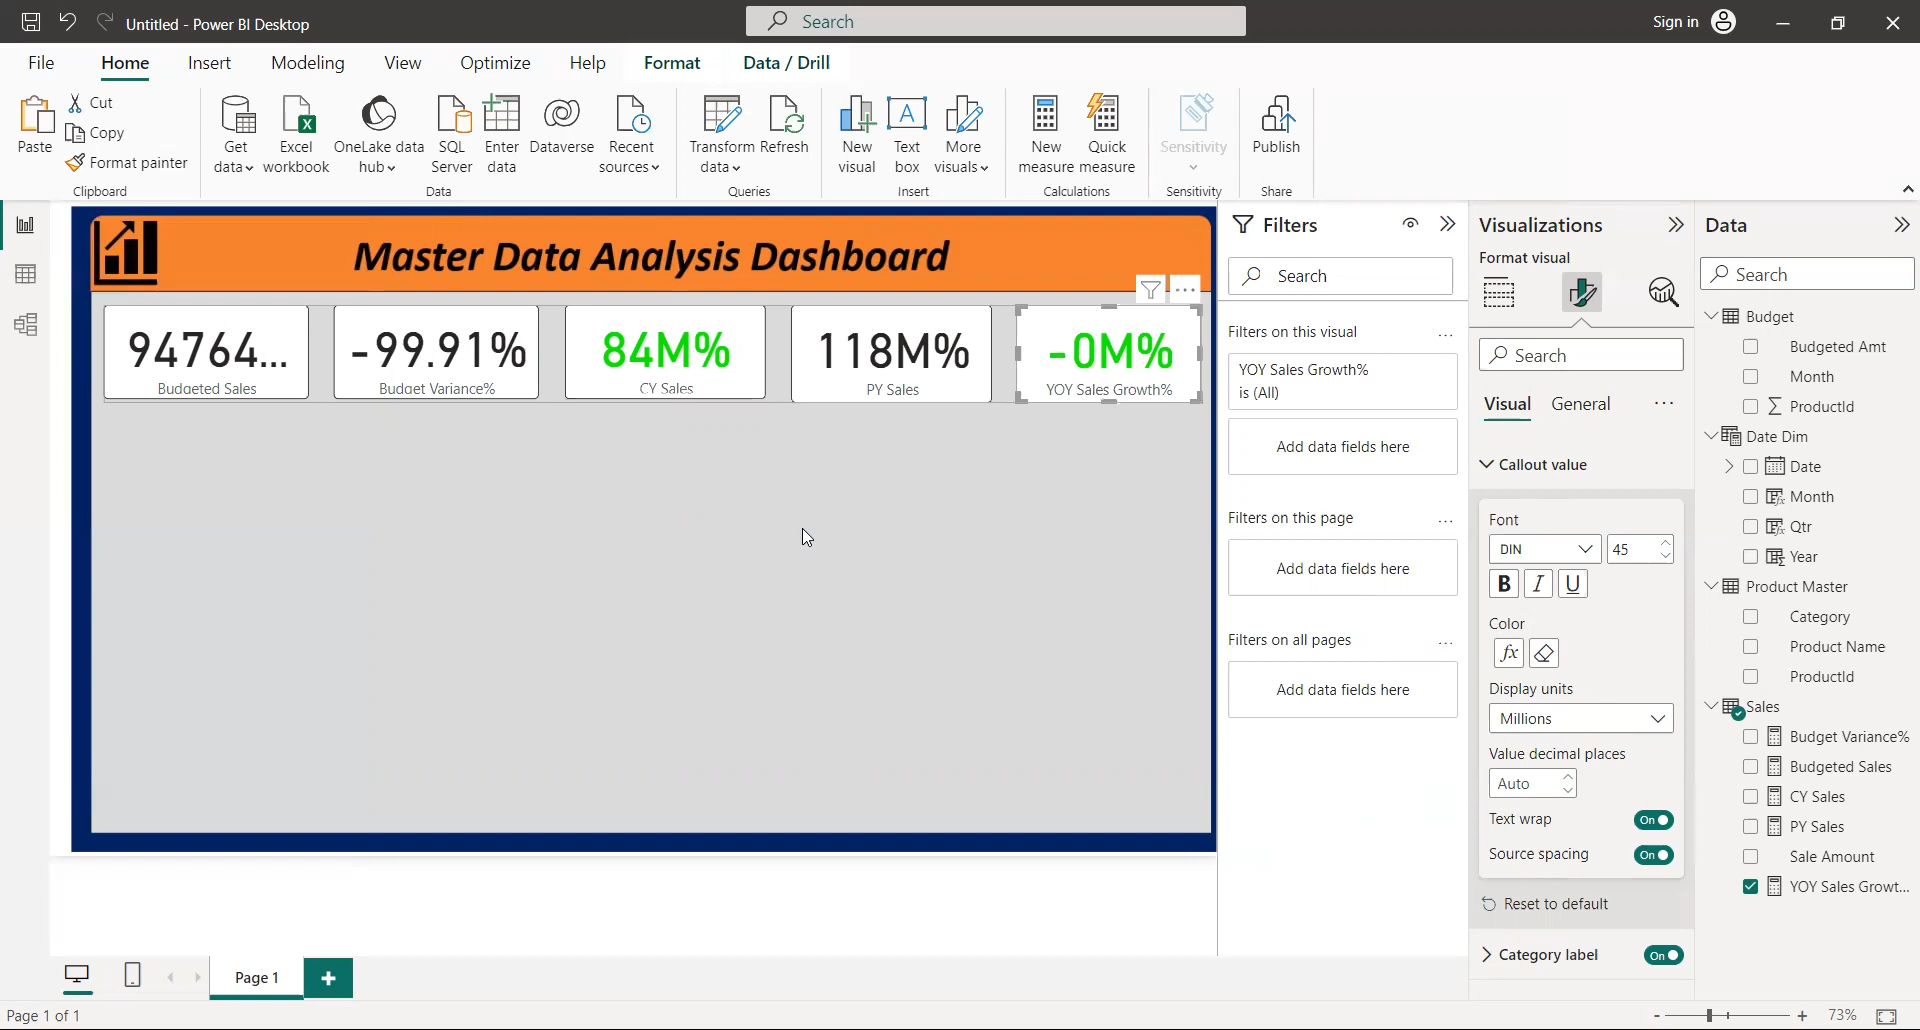 Untitled - Power BI Desktop
Search
Sign in
File Home Insert Modeling View Optimize Help Format Data / Drill
Paste
Cut
Copy
Format painter
Clipboard
Get data
Excel workbook
OneLake data hub
SQL Server
Enter data
Dataverse
Recent sources
Data
Transform data
Refresh
Queries
New visual
A
Text box
More visuals
Insert
New measure
Quick measure
Calculations
Sensitivity
Sensitivity
Publish
Share
Master Data Analysis Dashboard
94764...
Budgeted Sales
-99.91%
Budget Variance%
84M%
CY Sales
118M%
PY Sales
-0M%
YOY Sales Growth%
Filters
Search
Filters on this visual ...
YOY Sales Growth%
is (All)
Add data fields here
Filters on this page ...
Add data fields here
Filters on all pages ...
Add data fields here
Visualizations
Format visual
Search
Visual General ...
Callout value
Font
DIN 45
B I U
Color
fx
Display units
Millions
Value decimal places
Auto
Text wrap On
Source spacing On
Reset to default
Category label On
Data
Search
Budget
Budgeted Amt
Month
∑ ProductId
Date Dim
Date
Month
Qtr
Year
Product Master
Category
Product Name
ProductId
Sales
Budget Variance%
Budgeted Sales
CY Sales
PY Sales
Sale Amount
YOY Sales Growt...
Page 1
+
Page 1 of 1
- + 73%